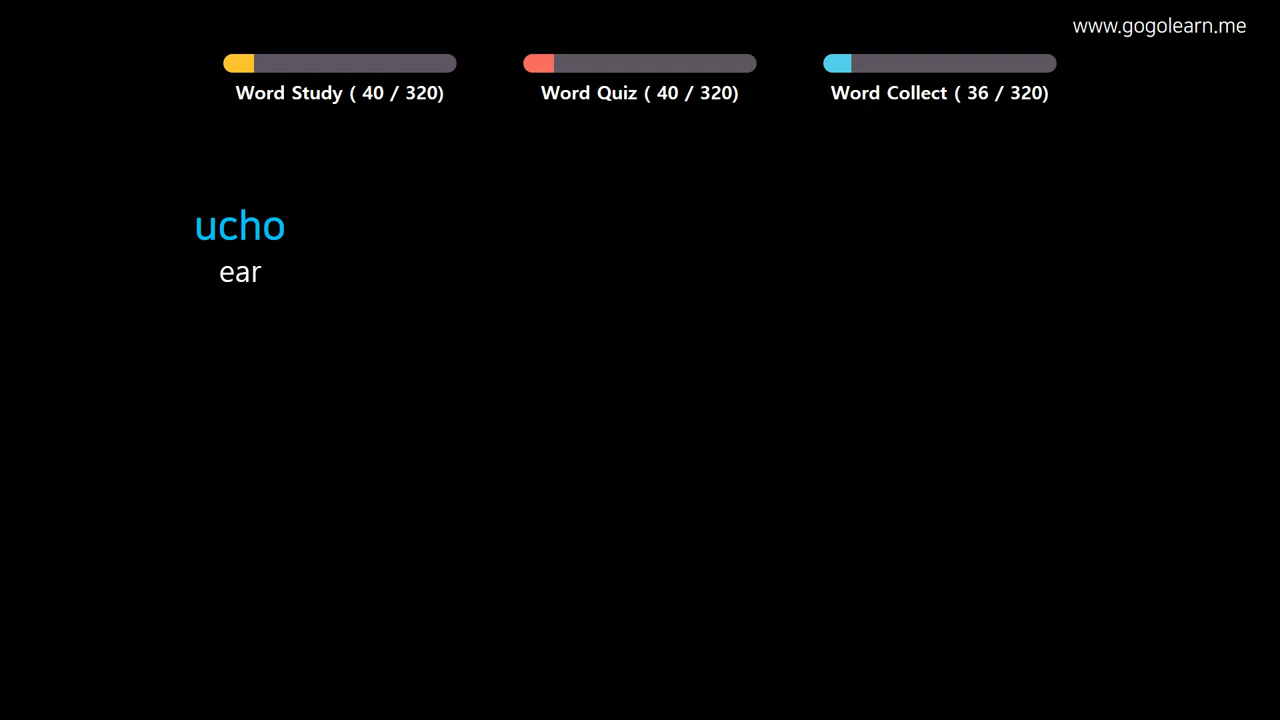 www.gogolearn.me
Word Study ( 40 / 320)
Word Quiz ( 40 / 320)
Word Collect ( 36 / 320)
ucho
ear